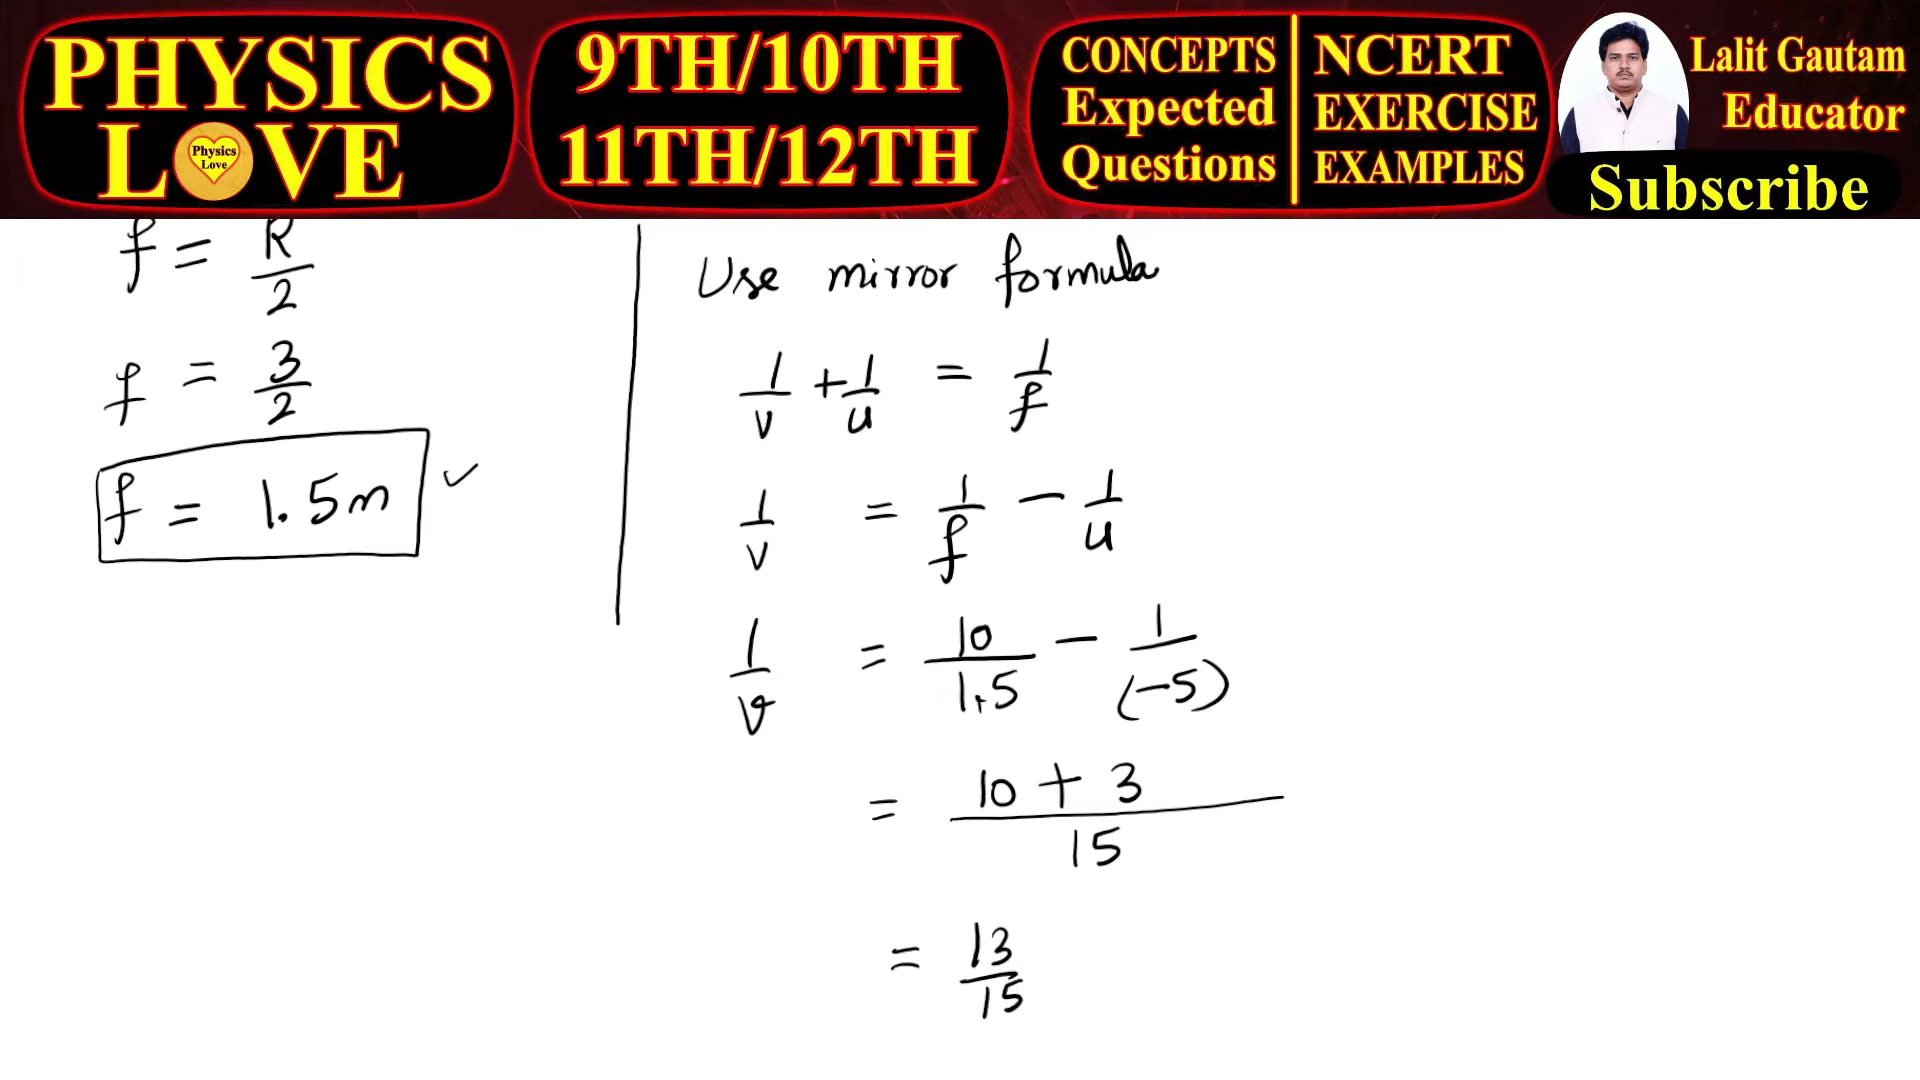 PHYSICS
LOVE
Physics
Love
9TH/10TH
11TH/12TH
CONCEPTS
Expected
Questions
NCERT
EXERCISE
EXAMPLES
Lalit Gautam
Educator
Subscribe
f = R/2
f = 3/2
f = 1.5m ✓
Use mirror formula
1/v + 1/u = 1/f
1/v = 1/f - 1/u
1/v = 10/1.5 - 1/(-5)
= 10 + 3/15
= 13/15